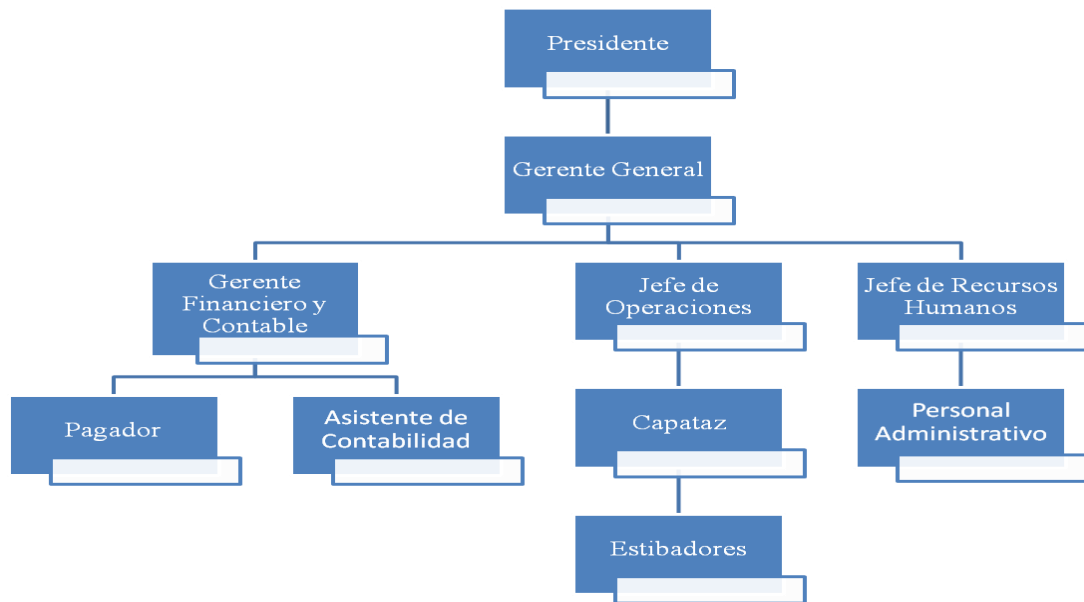 Presidente
Gerente General
Gerente
Financiero y
Contable
Jefe de
Operaciones
Jefe de Recursos
Humanos
Pagador
Asistente de
Contabilidad
Capataz
Personal
Administrativo
Estibadores